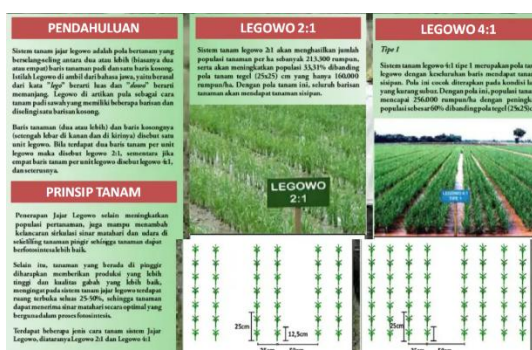 PENDAHULUAN
Sistem tanam jajar legowo adalah pola bertanam yang
berselang-seling antara dua atau lebih (biasanya dua
atau empat) baris tanaman padi dan satu baris kosong.
Istilah Legowo di ambil dari bahasa jawa, yaitu berasal
dari kata "lego" berarti luas dan "dowo" berarti
memanjang. Legowo di artikan pola sebagai cara
tanam padi sawah yang memiliki beberapa barisan dan
diselingi satu barisan kosong.
Baris tanaman (dua atau lebih) dan baris kosongnya
(setengah lebar di kanan dan di kirinya) disebut satu
unit legowo. Bila terdapat dua baris tanam per unit
legowo maka disebut legowo 2:1, sementara jika
empat baris tanam per unit legowo disebut legowo 4:1,
dan seterusnya.
PRINSIP TANAM
Penerapan Jajar Legowo selain meningkatkan
populasi pertanaman, juga mampu menambah
kelancaran sirkulasi sinar matahari dan udara di
sekeliling tanaman pinggir sehingga tanaman dapat
berfotosintesa lebih baik.
Selain itu, tanaman yang berada di pinggir
diharapkan memberikan produksi yang lebih
tinggi dan kualitas gabah yang lebih baik,
mengingat pada sistem tanam jajar legowo terdapat
ruang terbuka seluas 25-50%, sehingga tanaman
dapat menerima sinar matahari secara optimal yang
berguna dalam proses fotosintesis.
Terdapat beberapa jenis cara tanam sistem Jajar
Legowo, diataranya Legowo 2:1 dan Legowo 4:1
LEGOWO 2:1
Sistem tanam legowo 2:1 akan menghasilkan jumlah
populasi tanaman per ha sebanyak 213,300 rumpun,
serta akan meningkatkan populasi 33,31% dibanding
pola tanam tegel (25x25) cm yang hanya 160,000
rumpun/ha. Dengan pola tanam ini, seluruh barisan
tanaman akan mendapat tanaman sisipan.
LEGOWO
2:1
25cm
12,5cm
LEGOWO 4:1
Tipe 1
Sistem tanam legowo 4:1 tipe 1 merupakan pola tanam
legowo dengan keseluruhan baris mendapat tanaman
sisipan. Pola ini cocok diterapkan pada kondisi
yang kurang subur. Dengan pola ini, populasi
mencapai 256.000 rumpun/ha dengan
populasi sebesar 60% dibanding pola tegel (25x25)
LEGOWO 4:1
TIPE 1
25cm